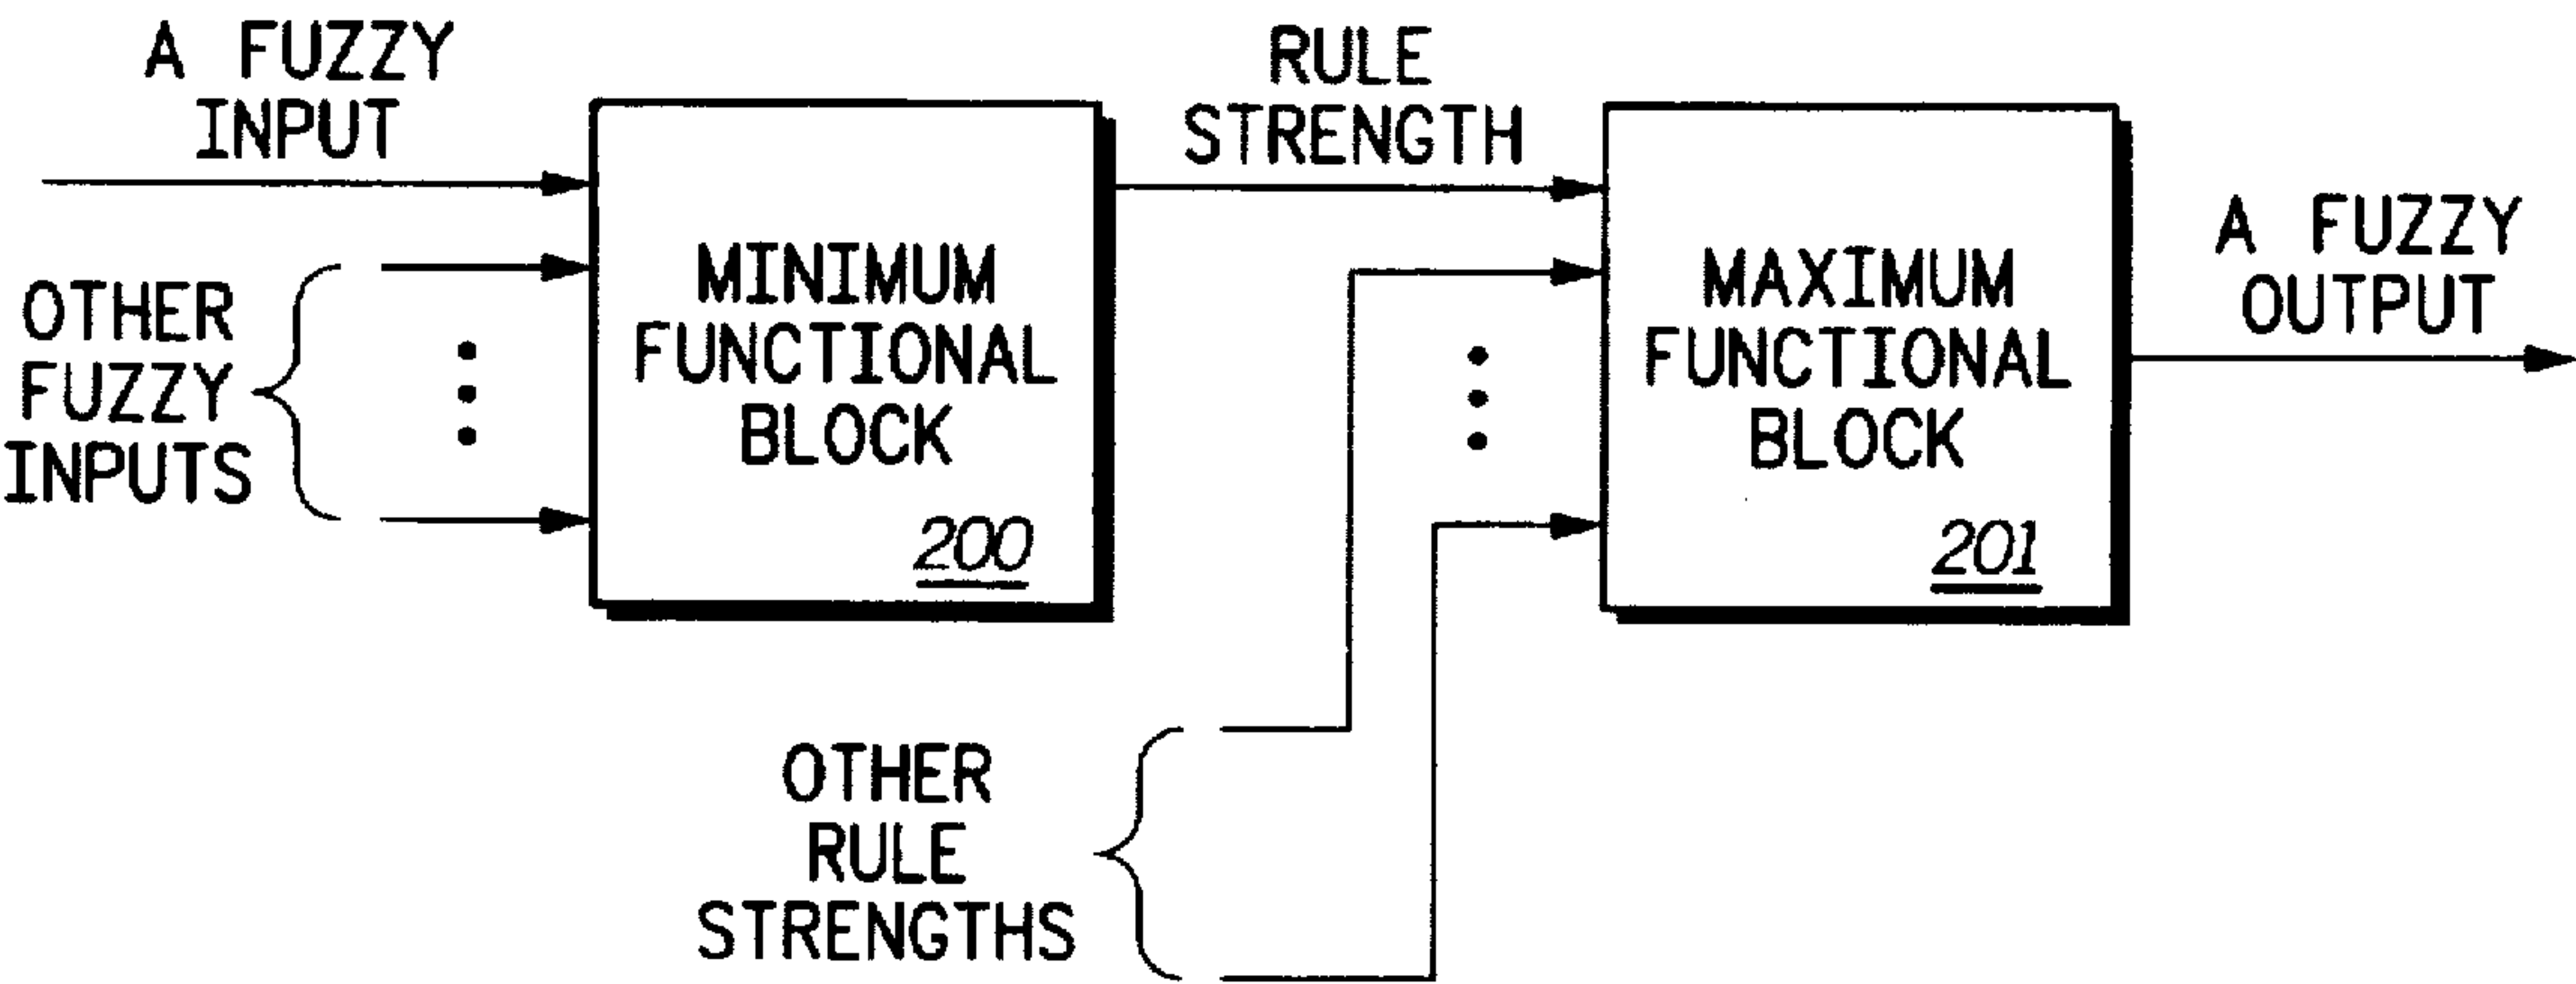 A FUZZY
INPUT
OTHER
FUZZY
INPUTS
MINIMUM
FUNCTIONAL
BLOCK
200
RULE
STRENGTH
OTHER
RULE
STRENGTHS
MAXIMUM
FUNCTIONAL
BLOCK
201
A FUZZY
OUTPUT